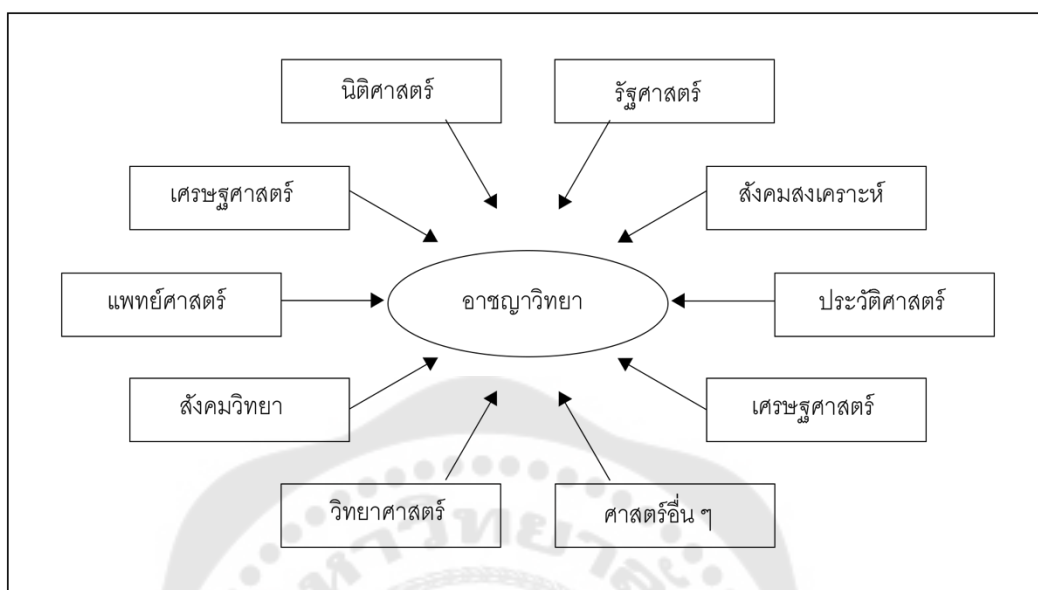 นิติศาสตร์
รัฐศาสตร์
เศรษฐศาสตร์
สังคมสงเคราะห์
แพทย์ศาสตร์
อาชญาวิทยา
ประวัติศาสตร์
สังคมวิทยา
เศรษฐศาสตร์
วิทยาศาสตร์
ศาสตร์อื่น ๆ